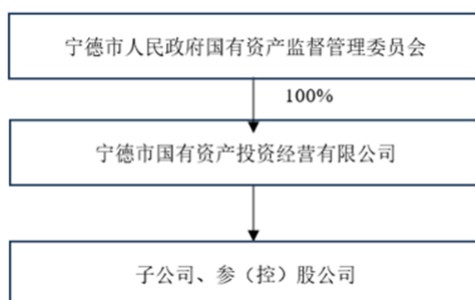 宁德市人民政府国有资产监督管理委员会
100%
宁德市国有资产投资经营有限公司
子公司、参（控）股公司